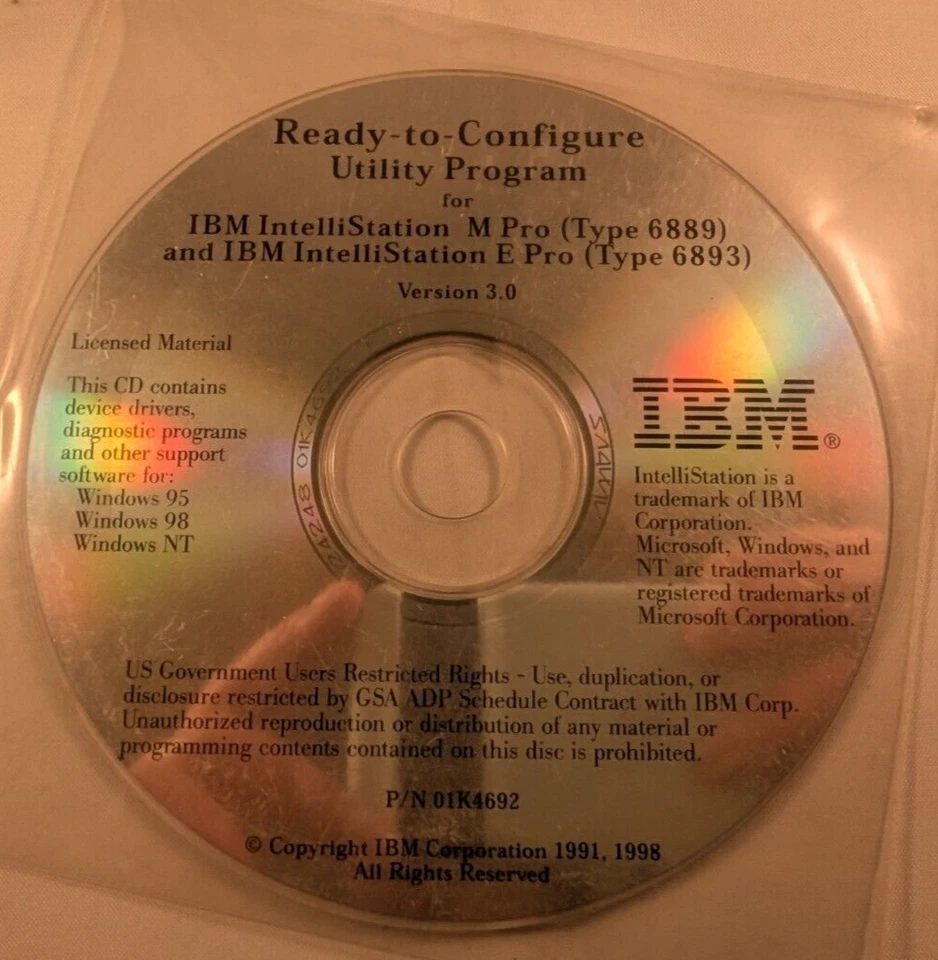 Ready-to-Configure
Utility Program
for
IBM IntelliStation M Pro (Type 6889)
and IBM IntelliStation E Pro (Type 6893)
Version 3.0
Licensed Material
This CD contains
device drivers,
diagnostic programs
and other support
software for:
Windows 95
Windows 98
Windows NT
IBM®
IntelliStation is a
trademark of IBM
Corporation.
Microsoft, Windows, and
NT are trademarks or
registered trademarks of
Microsoft Corporation.
US Government Users Restricted Rights - Use, duplication, or
disclosure restricted by GSA ADP Schedule Contract with IBM Corp.
Unauthorized reproduction or distribution of any material or
programming contents contained on this disc is prohibited.
P/N 01K4692
© Copyright IBM Corporation 1991, 1998
All Rights Reserved